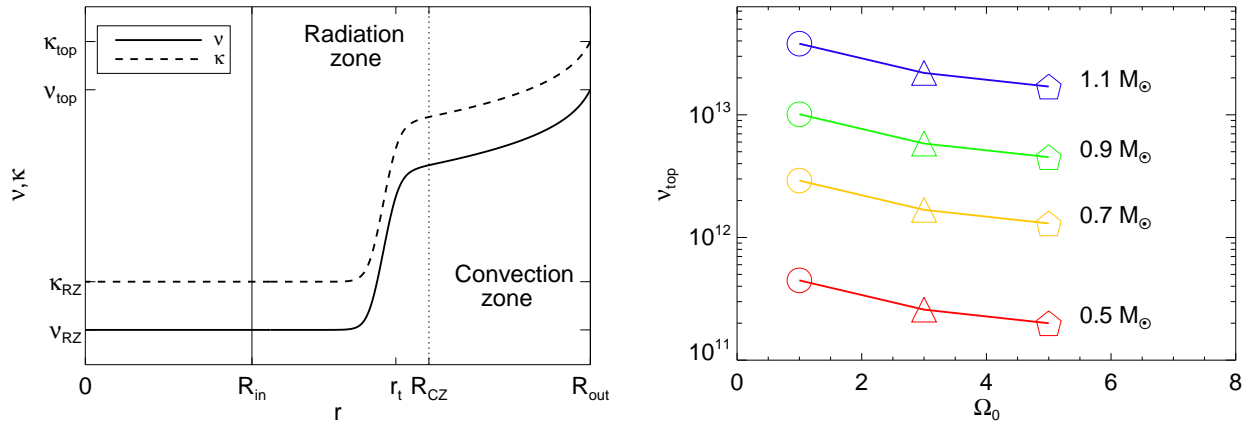 κtop
νtop
κRZ
νRZ
ν,κ
ν
κ
Radiation
zone
Convection
zone
0
Rin
rt
RCZ
Rout
r
10¹³
10¹²
10¹¹
νtop
1.1 M⊙
0.9 M⊙
0.7 M⊙
0.5 M⊙
0
2
4
6
8
Ω₀